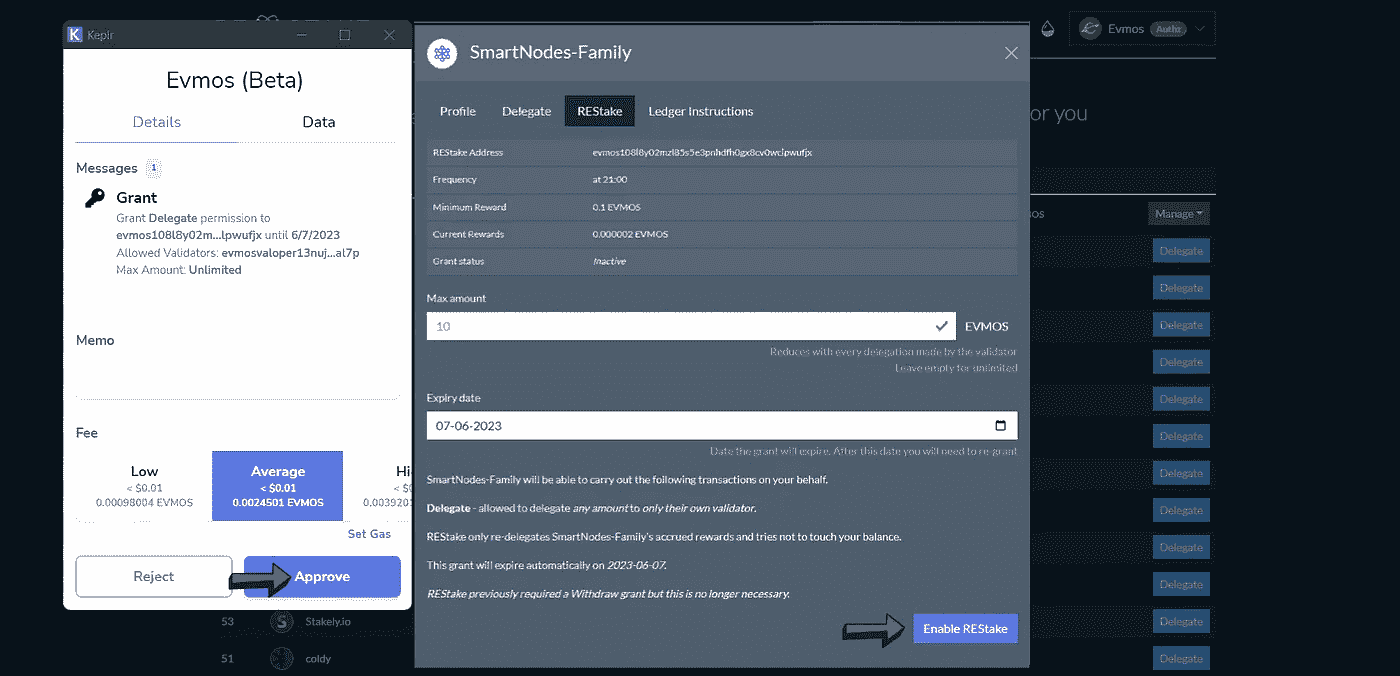 Keplr
Evmos (Beta)
Details
Data
Messages 1
Grant
Grant Delegate permission to
evmos108l8y02m...lpwufjx until 6/7/2023
Allowed Validators: evmosvaloper13nuj...al7p
Max Amount: Unlimited
Memo
Fee
Low
< $0.01
0.00098004 EVMOS
Average
< $0.01
0.0024501 EVMOS
Hi
< $0
0.0039201
Set Gas
Reject
Approve
SmartNodes-Family
Profile
Delegate
REStake
Ledger Instructions
REStake Address
Frequency
at 21:00
Minimum Reward
0.1 EVMOS
Current Rewards
0.000002 EVMOS
Grant status
Inactive
Max amount
10
EVMOS
Reduces with every delegation made by the validator
Leave empty for unlimited
Expiry date
07-06-2023
Date the grant will expire. After this date you will need to re-grant
SmartNodes-Family will be able to carry out the following transactions on your behalf.
Delegate - allowed to delegate any amount to only their own validator.
REStake only re-delegates SmartNodes-Family's accrued rewards and tries not to touch your balance.
This grant will expire automatically on 2023-06-07.
REStake previously required a Withdraw grant but this is no longer necessary.
Enable REStake
Evmos
Authz
or you
Manage
Delegate
Delegate
Delegate
Delegate
Delegate
Delegate
Delegate
Delegate
Delegate
Delegate
53
Stakely.io
Delegate
51
coldy
Delegate